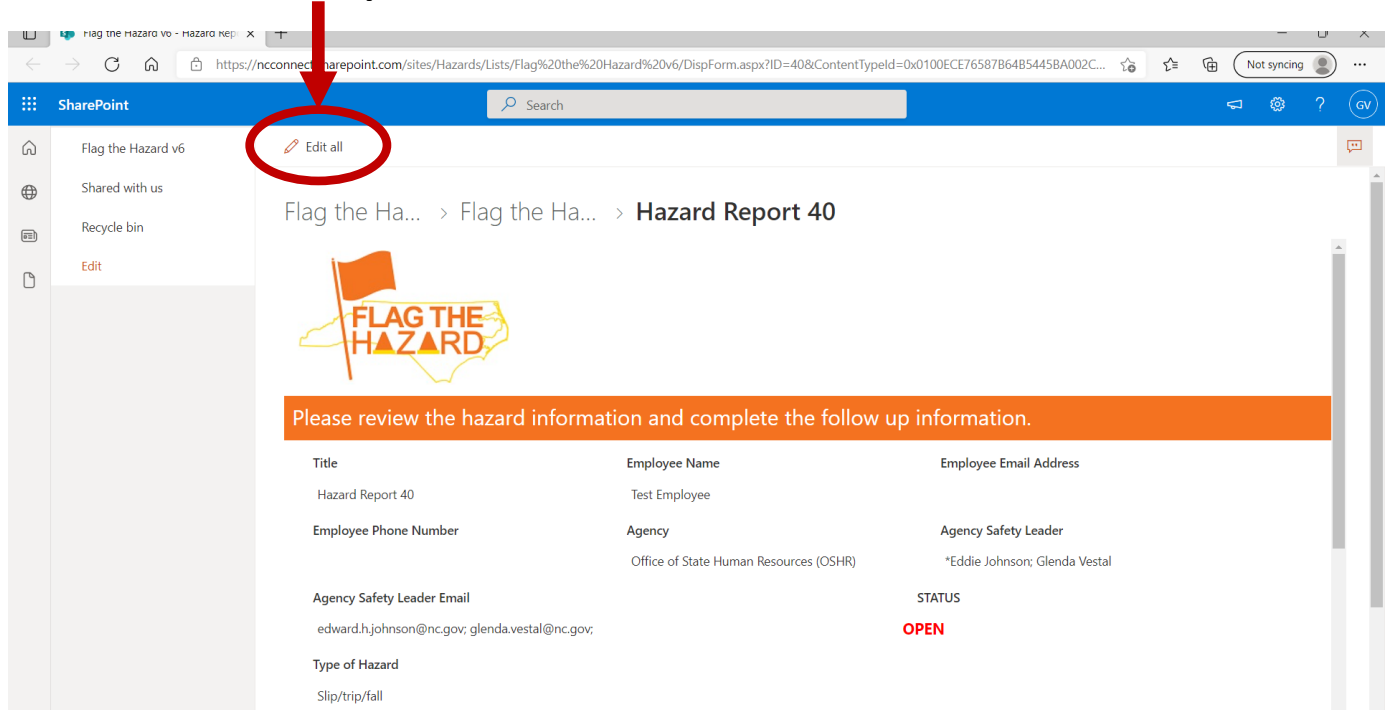 Flag the Hazard v6 - Hazard Rep
https://ncconnect.sharepoint.com/sites/Hazards/Lists/Flag%20the%20Hazard%20v6/DispForm.aspx?ID=40&ContentTypeId=0x0100ECE76587B64B5445BA002C...
Not syncing
SharePoint
Search
?
GV
Flag the Hazard v6
Edit all
Shared with us
Flag the Ha... > Flag the Ha... > Hazard Report 40
Recycle bin
Edit
FLAG THE
HAZARD
Please review the hazard information and complete the follow up information.
Title Employee Name Employee Email Address
Hazard Report 40 Test Employee
Employee Phone Number Agency Agency Safety Leader
Office of State Human Resources (OSHR) *Eddie Johnson; Glenda Vestal
Agency Safety Leader Email STATUS
edward.h.johnson@nc.gov; glenda.vestal@nc.gov; OPEN
Type of Hazard
Slip/trip/fall